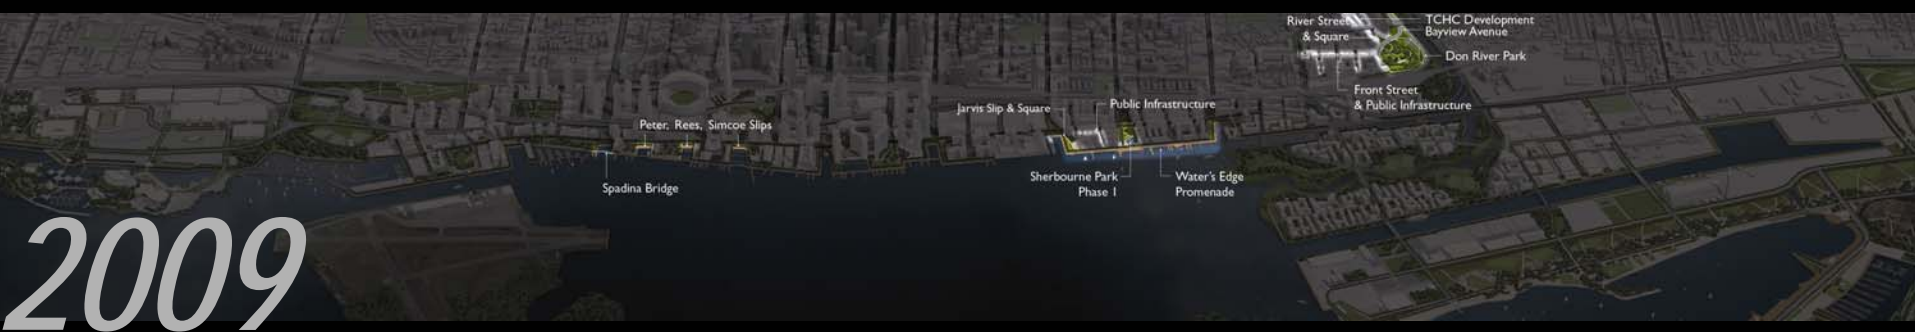 River Street
& Square
TCHC Development
Bayview Avenue
Don River Park
Front Street
& Public Infrastructure
Jarvis Slip & Square
Public Infrastructure
Peter, Rees, Simcoe Slips
Sherbourne Park
Phase 1
Water's Edge
Promenade
Spadina Bridge
2009